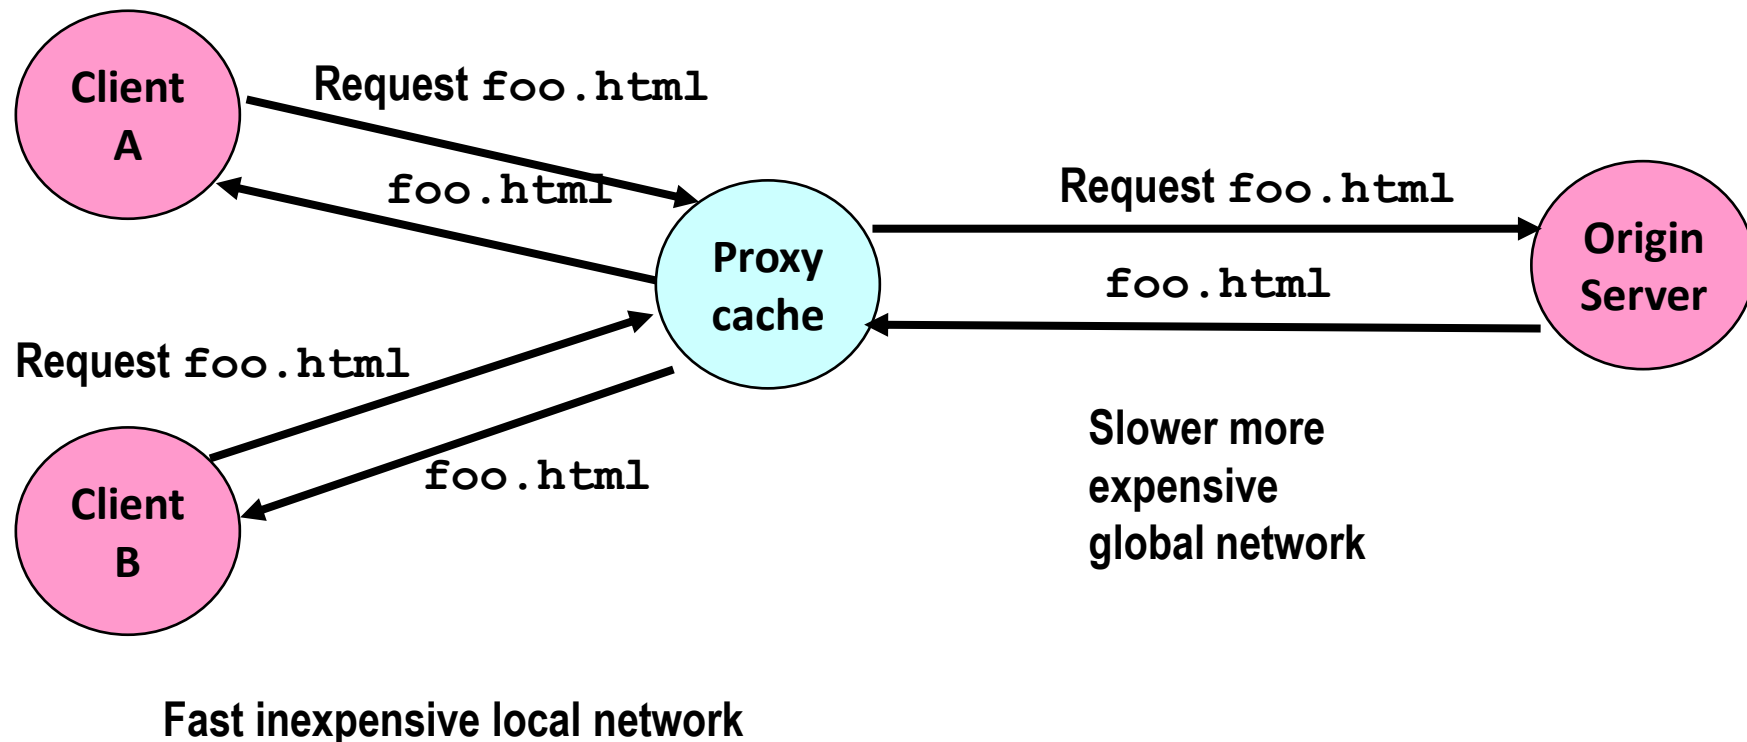 Client
A
Request foo.html
foo.html
Request foo.html
foo.html
Proxy
cache
Origin
Server
Request foo.html
foo.html
Client
B
Slower more
expensive
global network
Fast inexpensive local network